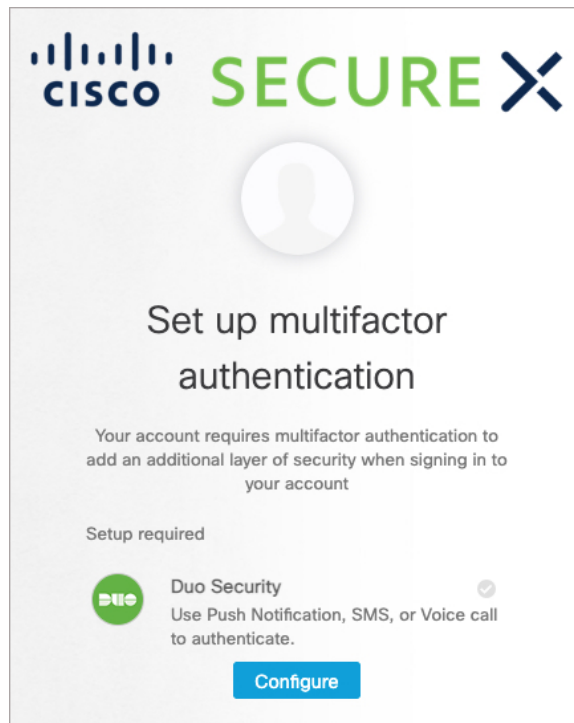 CISCO SECURE X
Set up multifactor
authentication
Your account requires multifactor authentication to
add an additional layer of security when signing in to
your account
Setup required
DUO
Duo Security
Use Push Notification, SMS, or Voice call
to authenticate.
Configure